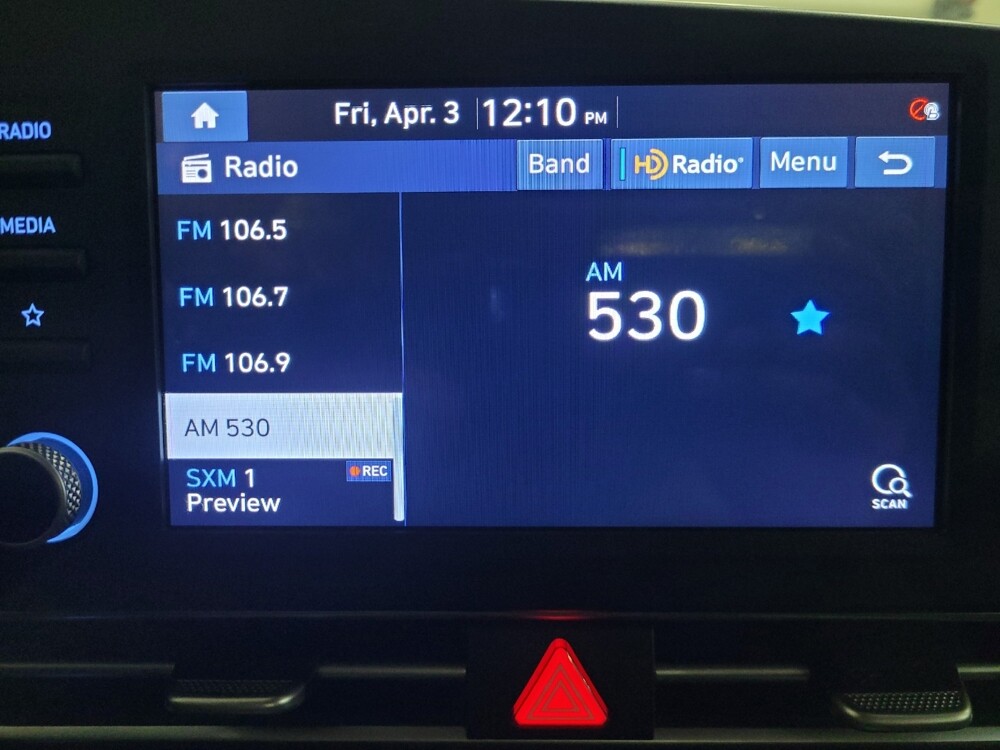 RADIO
MEDIA
Fri, Apr. 3 12:10 PM
Radio Band HD Radio® Menu
FM 106.5
FM 106.7
FM 106.9
AM 530
SXM 1 REC
Preview
AM
530
SCAN